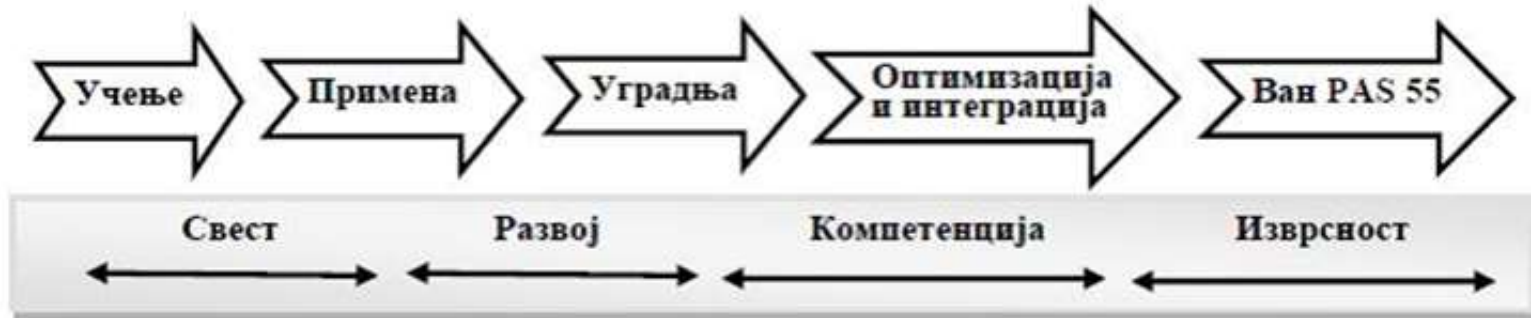 Учење
Примена
Уградња
Оптимизација
и интеграција
Ван PAS 55
Свест
Развој
Компетенција
Изврсност